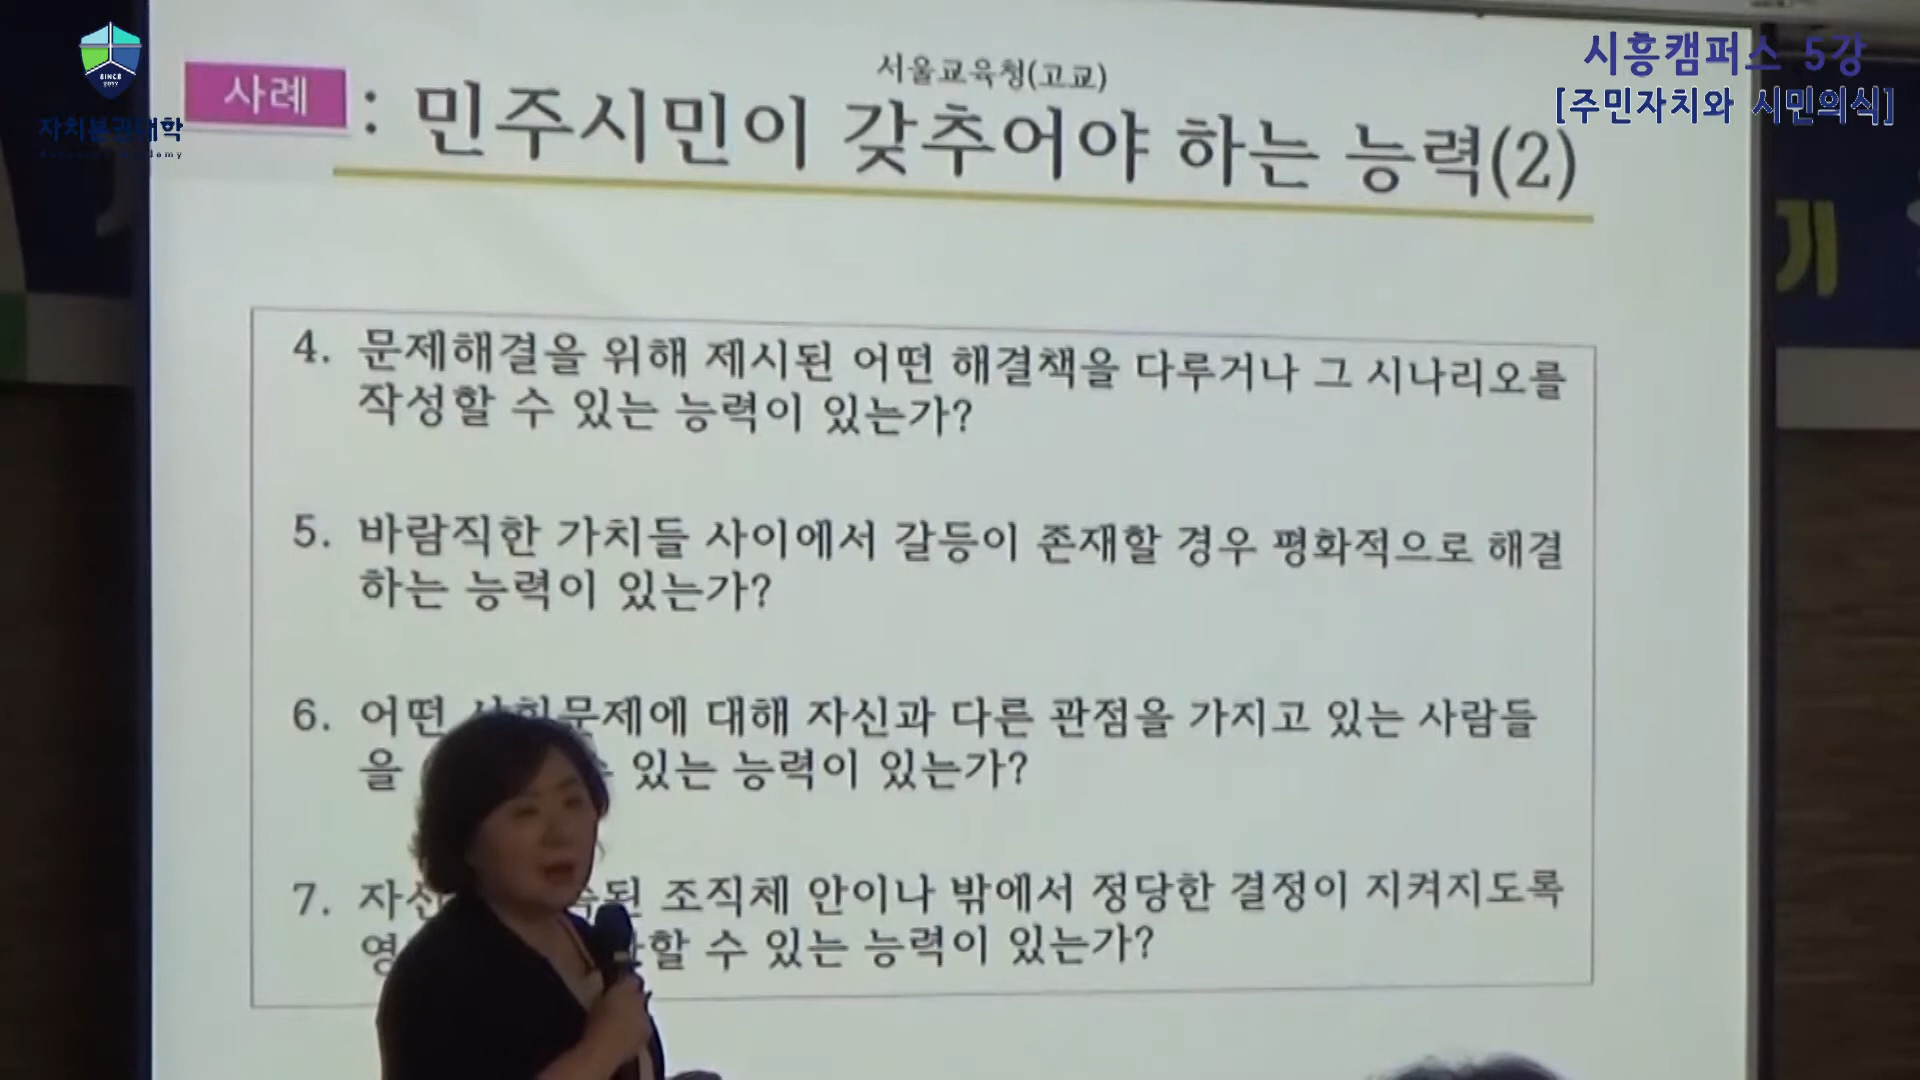 SINCE
자치분권대학
시흥캠퍼스 5강
[주민자치와 시민의식]
서울교육청(고교)
사례 : 민주시민이 갖추어야 하는 능력(2)
기
4. 문제해결을 위해 제시된 어떤 해결책을 다루거나 그 시나리오를
작성할 수 있는 능력이 있는가?
5. 바람직한 가치들 사이에서 갈등이 존재할 경우 평화적으로 해결
하는 능력이 있는가?
6. 어떤 사회문제에 대해 자신과 다른 관점을 가지고 있는 사람들
을 있는 능력이 있는가?
7. 조직체 안이나 밖에서 정당한 결정이 지켜지도록
수 있는 능력이 있는가?